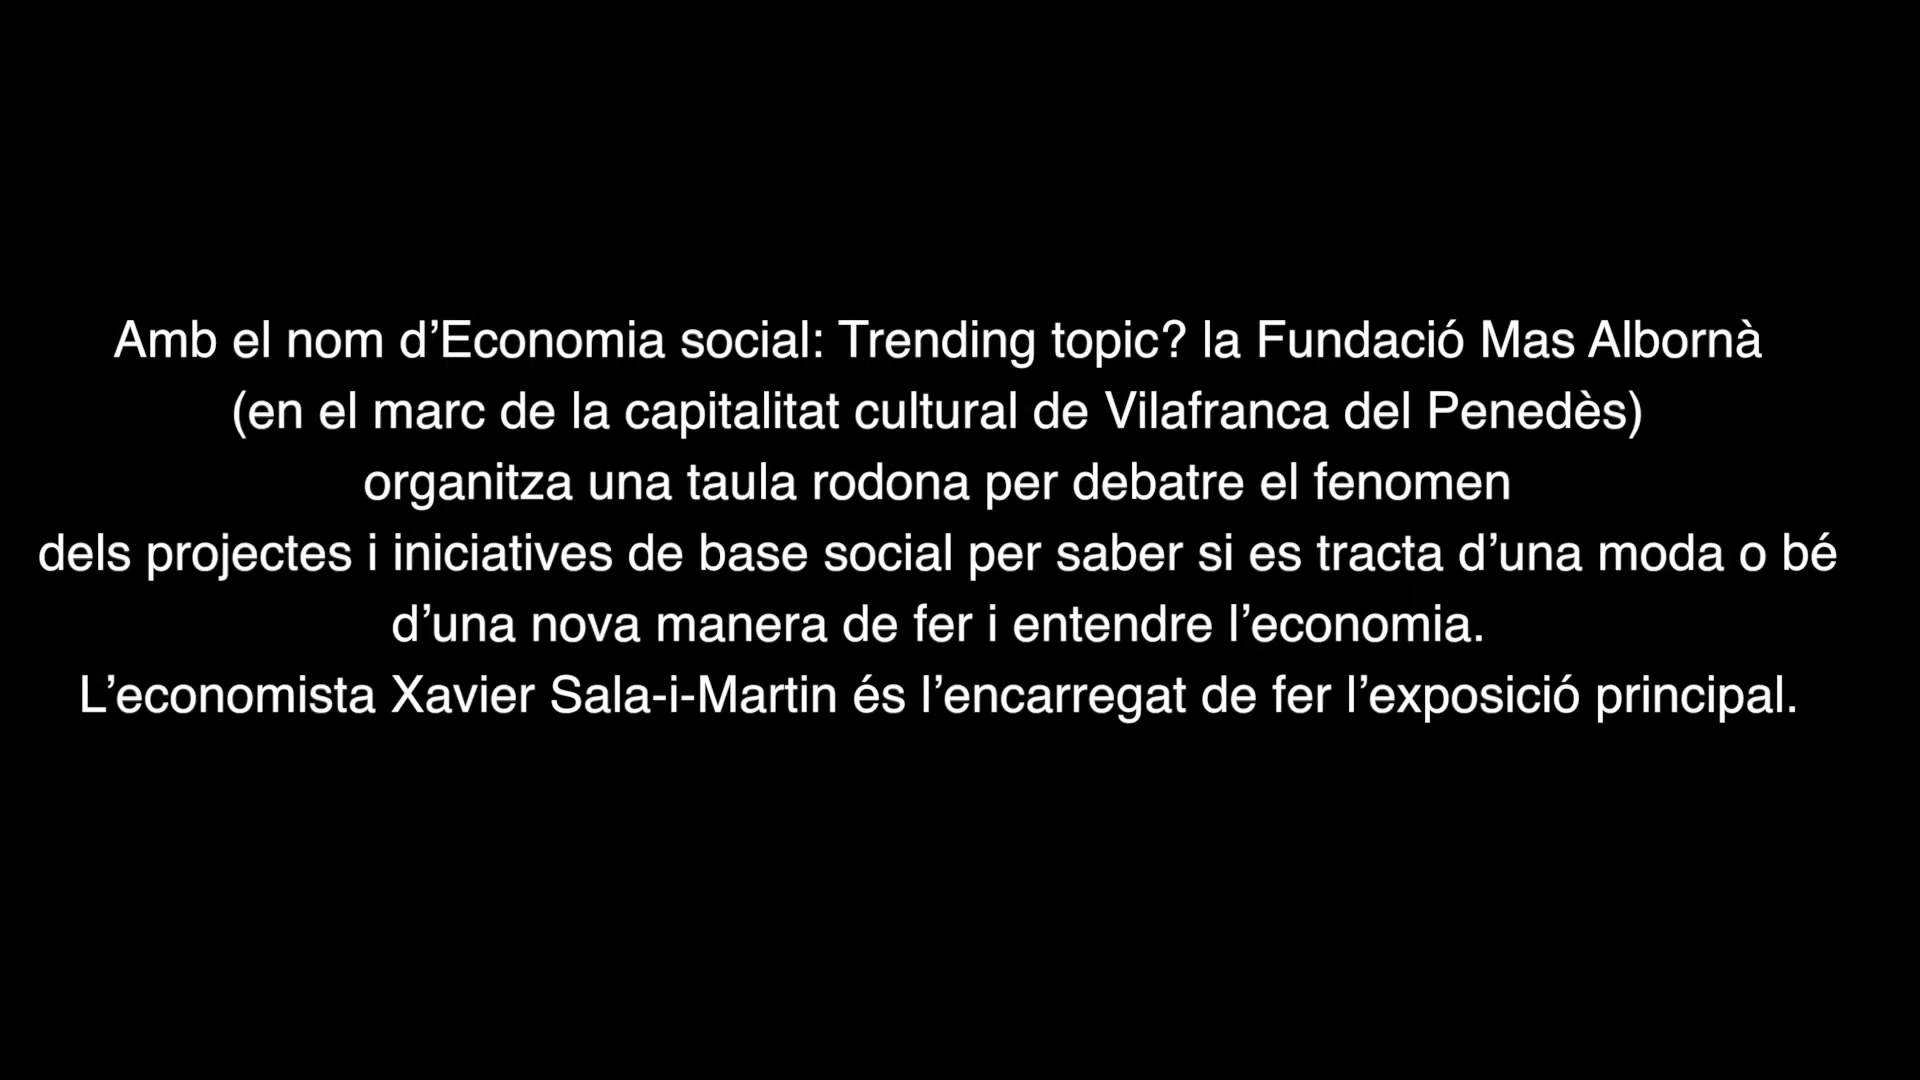 Amb el nom d’Economia social: Trending topic? la Fundació Mas Albornà
(en el marc de la capitalitat cultural de Vilafranca del Penedès)
organitza una taula rodona per debatre el fenomen
dels projectes i iniciatives de base social per saber si es tracta d’una moda o bé
d’una nova manera de fer i entendre l’economia.
L’economista Xavier Sala-i-Martin és l’encarregat de fer l’exposició principal.